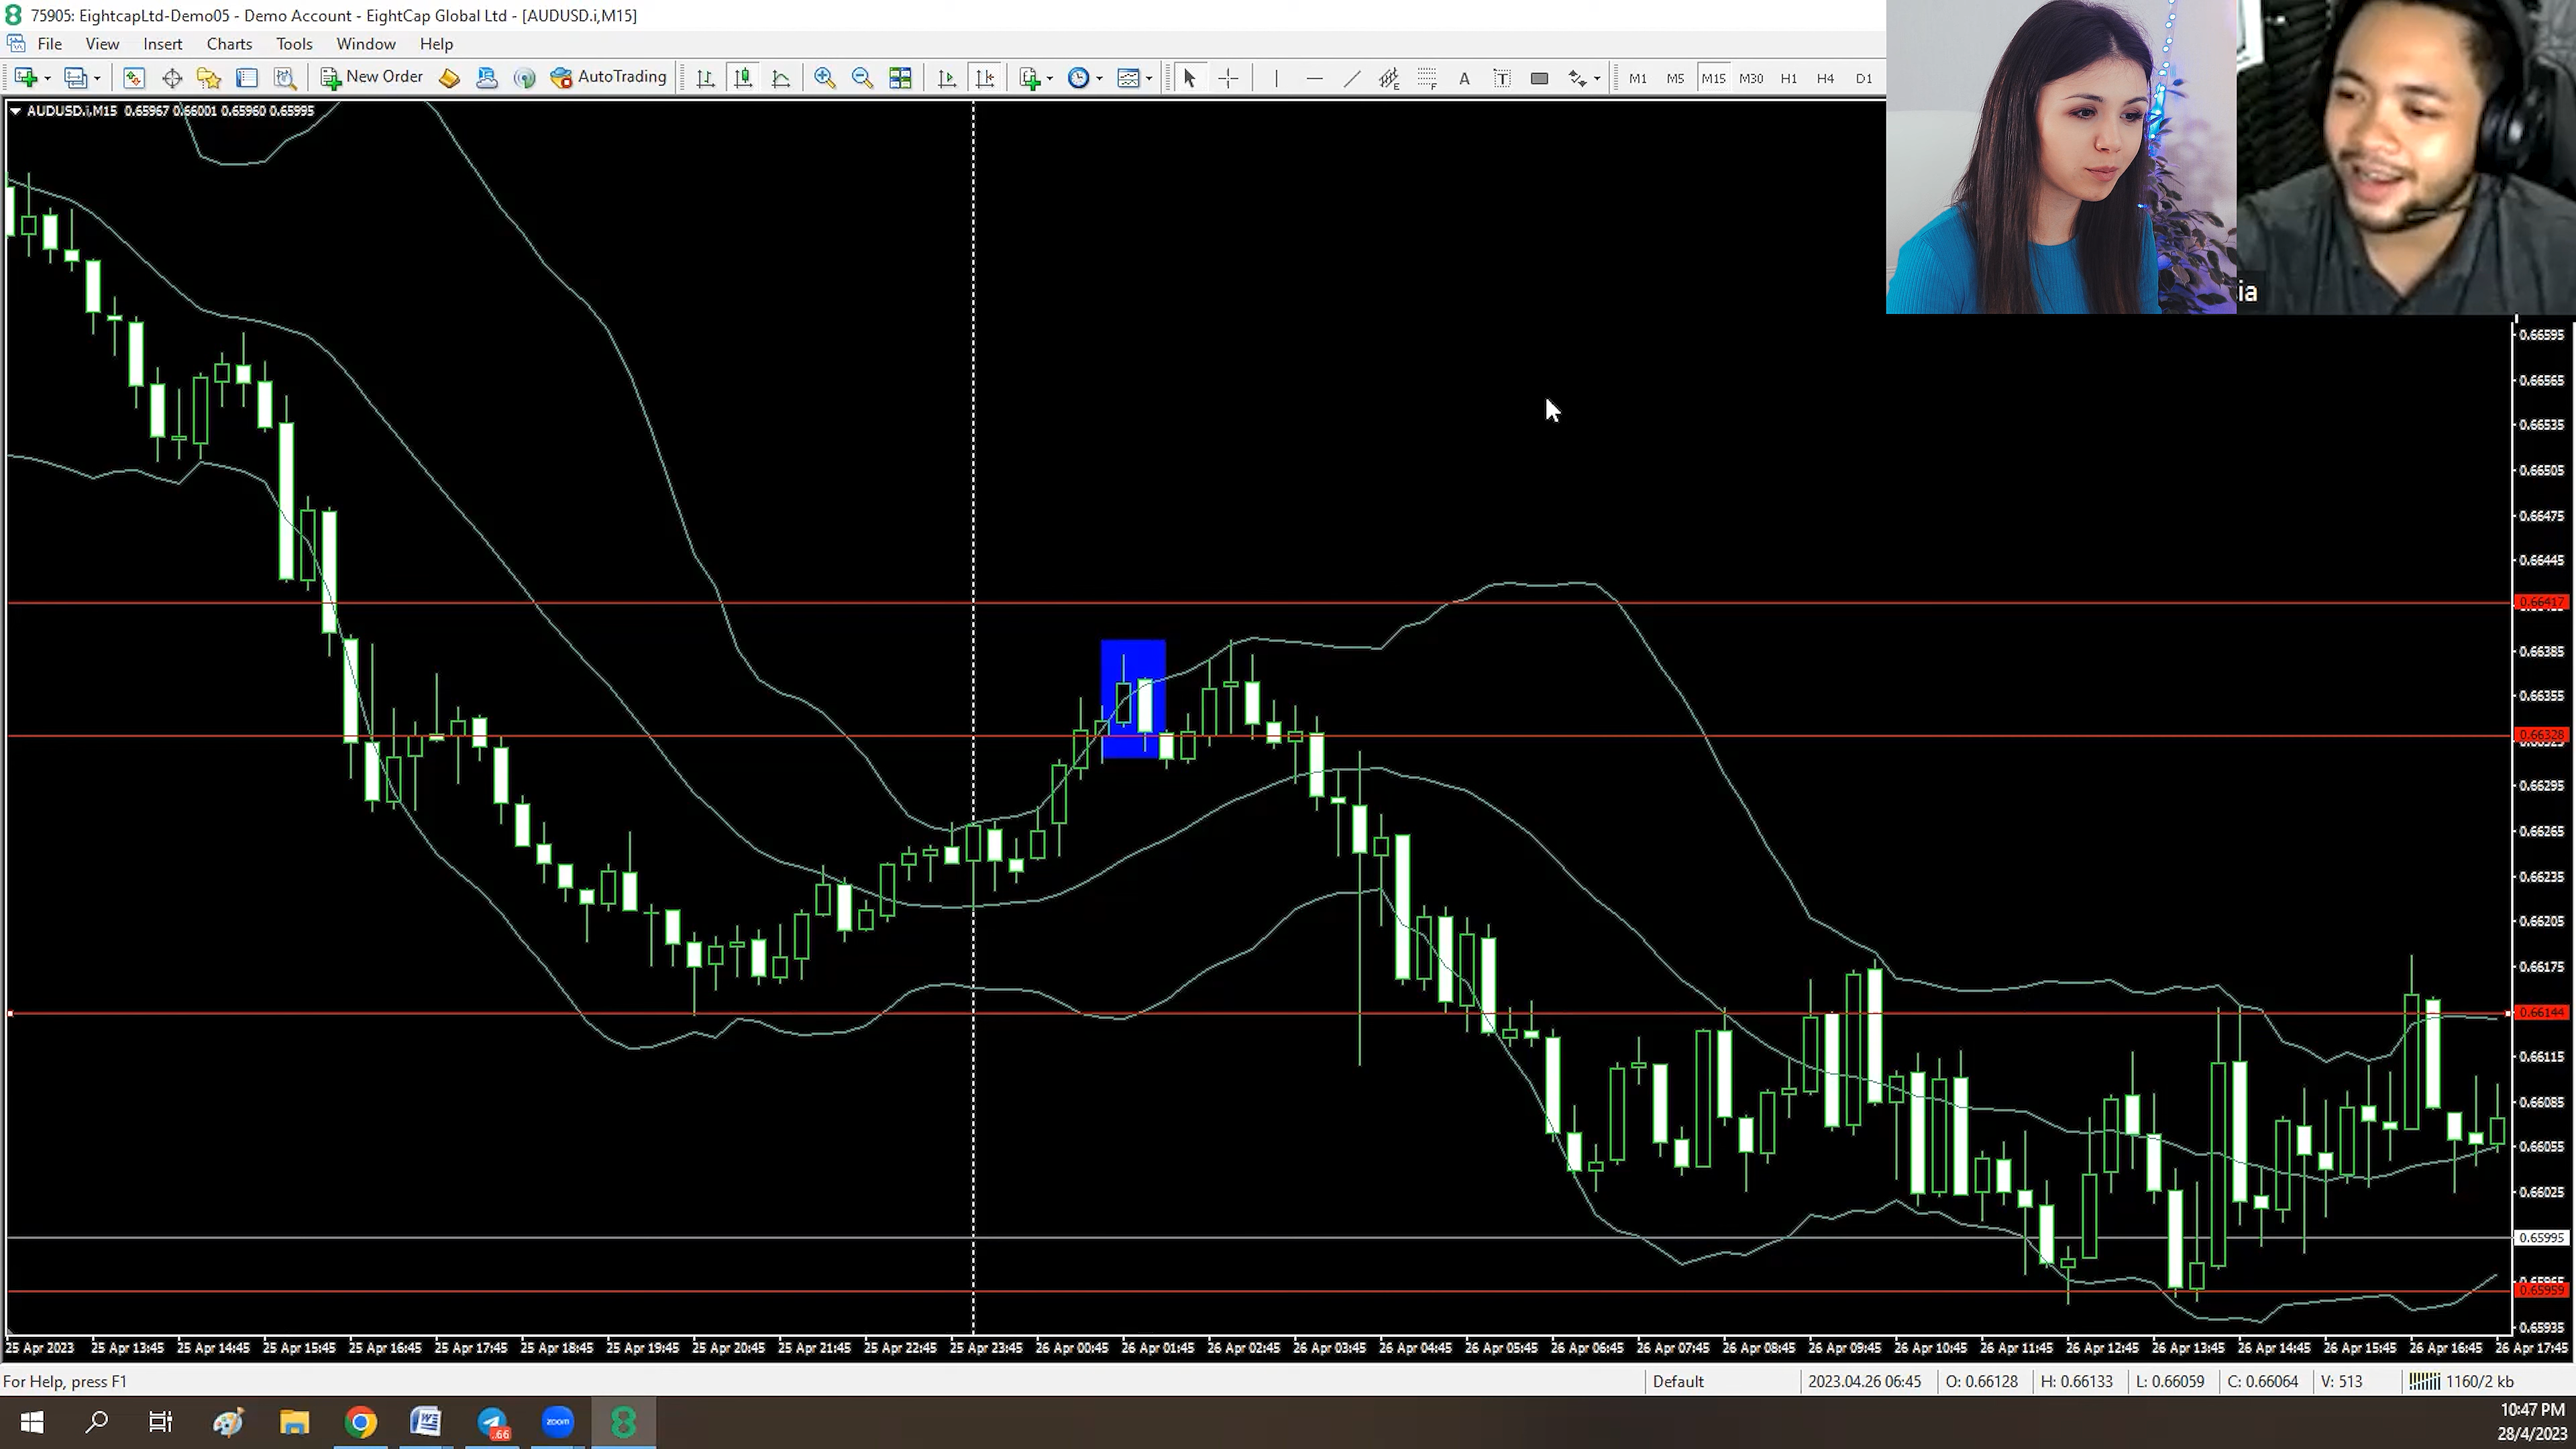 75905: EightcapLtd-Demo05 - Demo Account - EightCap Global Ltd - [AUDUSD.i,M15]
File View Insert Charts Tools Window Help
New Order AutoTrading A T M1 M5 M15 M30 H1 H4 D1
AUDUSD.i,M15 0.65967 0.66001 0.65960 0.65995
ia
0.66595
0.66565
0.66535
0.66505
0.66475
0.66445
0.66417
0.66385
0.66355
0.66328
0.66295
0.66265
0.66235
0.66205
0.66175
0.66144
0.66115
0.66085
0.66055
0.66025
0.65995
0.65965
0.65959
0.65935
25 Apr 2023 25 Apr 13:45 25 Apr 14:45 25 Apr 15:45 25 Apr 16:45 25 Apr 17:45 25 Apr 18:45 25 Apr 19:45 25 Apr 20:45 25 Apr 21:45 25 Apr 22:45 25 Apr 23:45 26 Apr 00:45 26 Apr 01:45 26 Apr 02:45 26 Apr 03:45 26 Apr 04:45 26 Apr 05:45 26 Apr 06:45 26 Apr 07:45 26 Apr 08:45 26 Apr 09:45 26 Apr 10:45 26 Apr 11:45 26 Apr 12:45 26 Apr 13:45 26 Apr 14:45 26 Apr 15:45 26 Apr 16:45 26 Apr 17:45
For Help, press F1 Default 2023.04.26 06:45 O: 0.66128 H: 0.66133 L: 0.66059 C: 0.66064 V: 513 1160/2 kb
zoom
..66
10:47 PM
28/4/2023